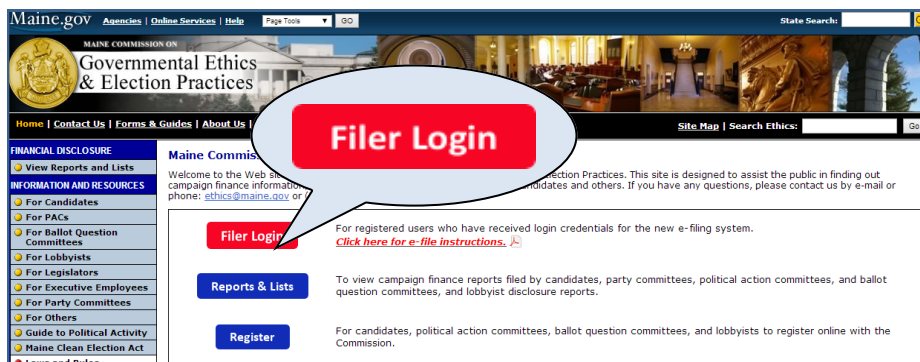 Maine.gov Agencies | Online Services | Help Page Tools GO State Search:
MAINE COMMISSION ON
Governmental Ethics
& Election Practices
Home | Contact Us | Forms & Guides | About Us | Site Map | Search Ethics: Go
Filer Login
FINANCIAL DISCLOSURE
View Reports and Lists
INFORMATION AND RESOURCES
For Candidates
For PACs
For Ballot Question
Committees
For Lobbyists
For Legislators
For Executive Employees
For Party Committees
For Others
Guide to Political Activity
Maine Clean Election Act
Laws and Rules
Maine Commis
Welcome to the Web si ection Practices. This site is designed to assist the public in finding out
campaign finance information didates and others. If you have any questions, please contact us by e-mail or
phone: ethics@maine.gov or (
Filer Login
For registered users who have received login credentials for the new e-filing system.
Click here for e-file instructions.
Reports & Lists
To view campaign finance reports filed by candidates, party committees, political action committees, and ballot
question committees, and lobbyist disclosure reports.
Register
For candidates, political action committees, ballot question committees, and lobbyists to register online with the
Commission.